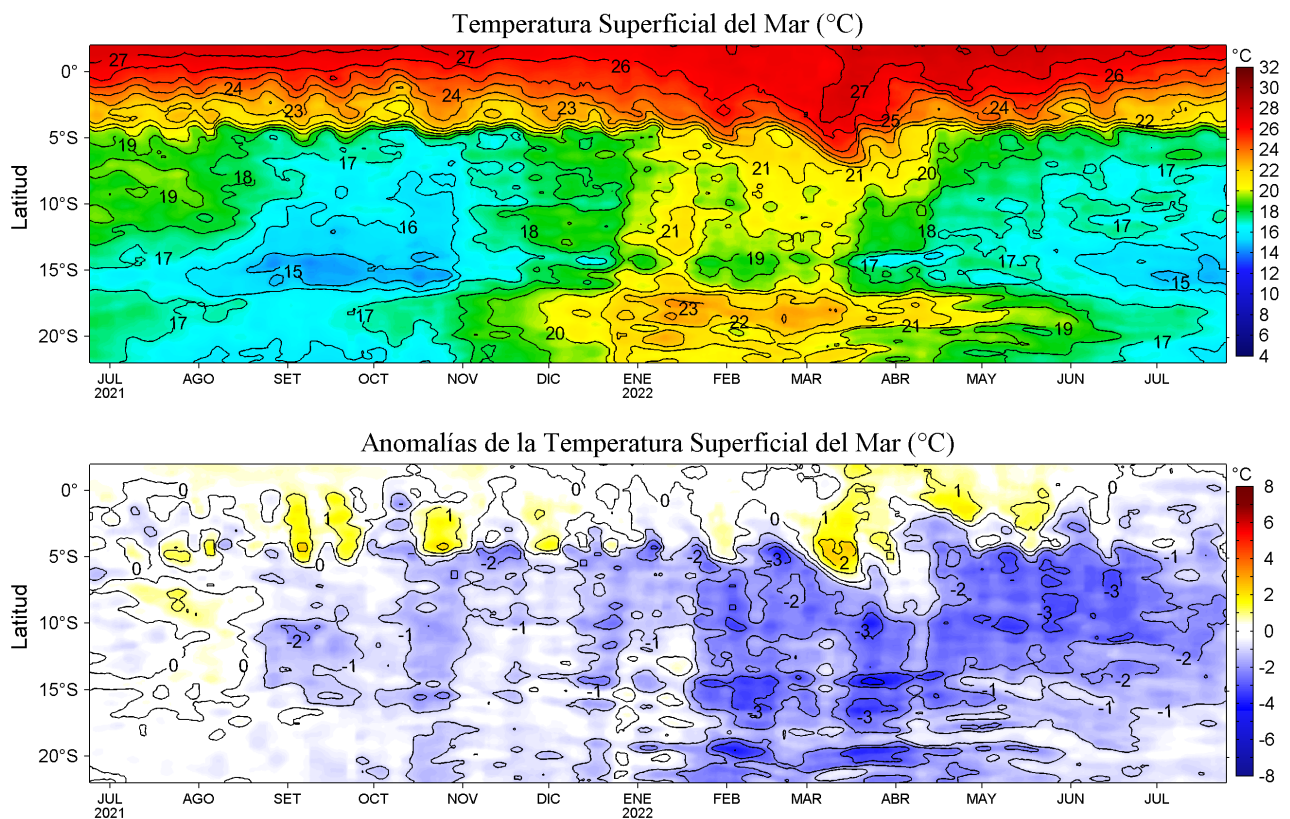 Temperatura Superficial del Mar (°C)
°C
32
30
28
26
24
22
20
18
16
14
12
10
8
6
4
Latitud
0°
5°S
10°S
15°S
20°S
27
27
26
27
26
24
24
23
23
24
25
22
19
18
19
17
17
16
15
17
17
18
20
21
21
19
23
22
21
21
20
18
17
17
21
19
17
17
15
17
JUL
AGO
SET
OCT
NOV
DIC
ENE
FEB
MAR
ABR
MAY
JUN
JUL
2021
2022
Anomalías de la Temperatura Superficial del Mar (°C)
°C
8
6
4
2
0
-2
-4
-6
-8
Latitud
0°
5°S
10°S
15°S
20°S
0
0
0
0
0
1
1
1
1
2
0
0
0
0
-2
-1
-1
-2
-1
-1
-1
-2
-3
-2
-3
-3
-3
-2
-3
-3
-1
-2
-2
-1
-1
-1
JUL
AGO
SET
OCT
NOV
DIC
ENE
FEB
MAR
ABR
MAY
JUN
JUL
2021
2022